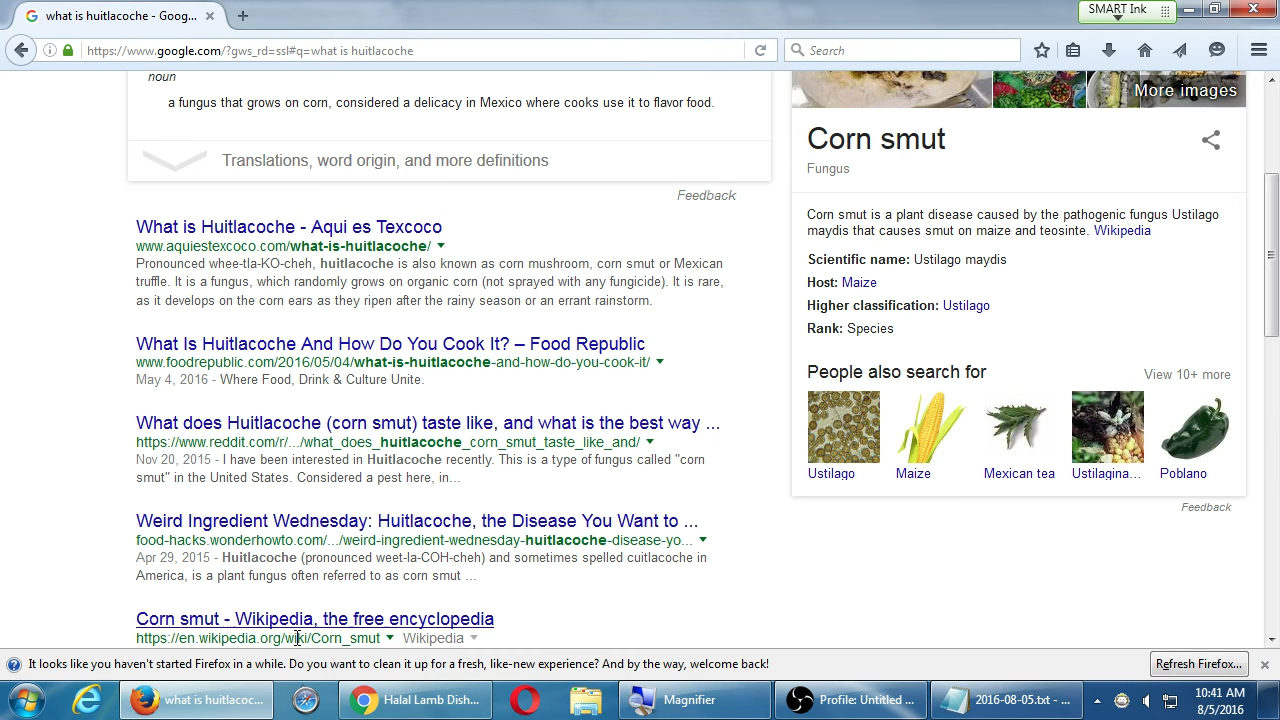 what is huitlacoche - Goog...
SMART Ink
https://www.google.com/?gws_rd=ssl#q=what is huitlacoche
Search
noun
a fungus that grows on corn, considered a delicacy in Mexico where cooks use it to flavor food.
Translations, word origin, and more definitions
Feedback
What is Huitlacoche - Aqui es Texcoco
www.aquiestexcoco.com/what-is-huitlacoche/
Pronounced whee-tla-KO-cheh, huitlacoche is also known as corn mushroom, corn smut or Mexican
truffle. It is a fungus, which randomly grows on organic corn (not sprayed with any fungicide). It is rare,
as it develops on the corn ears as they ripen after the rainy season or an errant rainstorm.
What Is Huitlacoche And How Do You Cook It? – Food Republic
www.foodrepublic.com/2016/05/04/what-is-huitlacoche-and-how-do-you-cook-it/
May 4, 2016 - Where Food, Drink & Culture Unite.
What does Huitlacoche (corn smut) taste like, and what is the best way ...
https://www.reddit.com/r/.../what_does_huitlacoche_corn_smut_taste_like_and/
Nov 20, 2015 - I have been interested in Huitlacoche recently. This is a type of fungus called "corn
smut" in the United States. Considered a pest here, in...
Weird Ingredient Wednesday: Huitlacoche, the Disease You Want to ...
food-hacks.wonderhowto.com/.../weird-ingredient-wednesday-huitlacoche-disease-yo...
Apr 29, 2015 - Huitlacoche (pronounced weet-la-COH-cheh) and sometimes spelled cuitlacoche in
America, is a plant fungus often referred to as corn smut ...
Corn smut - Wikipedia, the free encyclopedia
https://en.wikipedia.org/wiki/Corn_smut Wikipedia
More images
Corn smut
Fungus
Corn smut is a plant disease caused by the pathogenic fungus Ustilago
maydis that causes smut on maize and teosinte. Wikipedia
Scientific name: Ustilago maydis
Host: Maize
Higher classification: Ustilago
Rank: Species
People also search for
View 10+ more
Ustilago
Maize
Mexican tea
Ustilagina...
Poblano
Feedback
It looks like you haven't started Firefox in a while. Do you want to clean it up for a fresh, like-new experience? And by the way, welcome back!
Refresh Firefox...
what is huitlacoc...
Halal Lamb Dish...
Magnifier
Profile: Untitled ...
2016-08-05.txt - ...
10:41 AM
8/5/2016